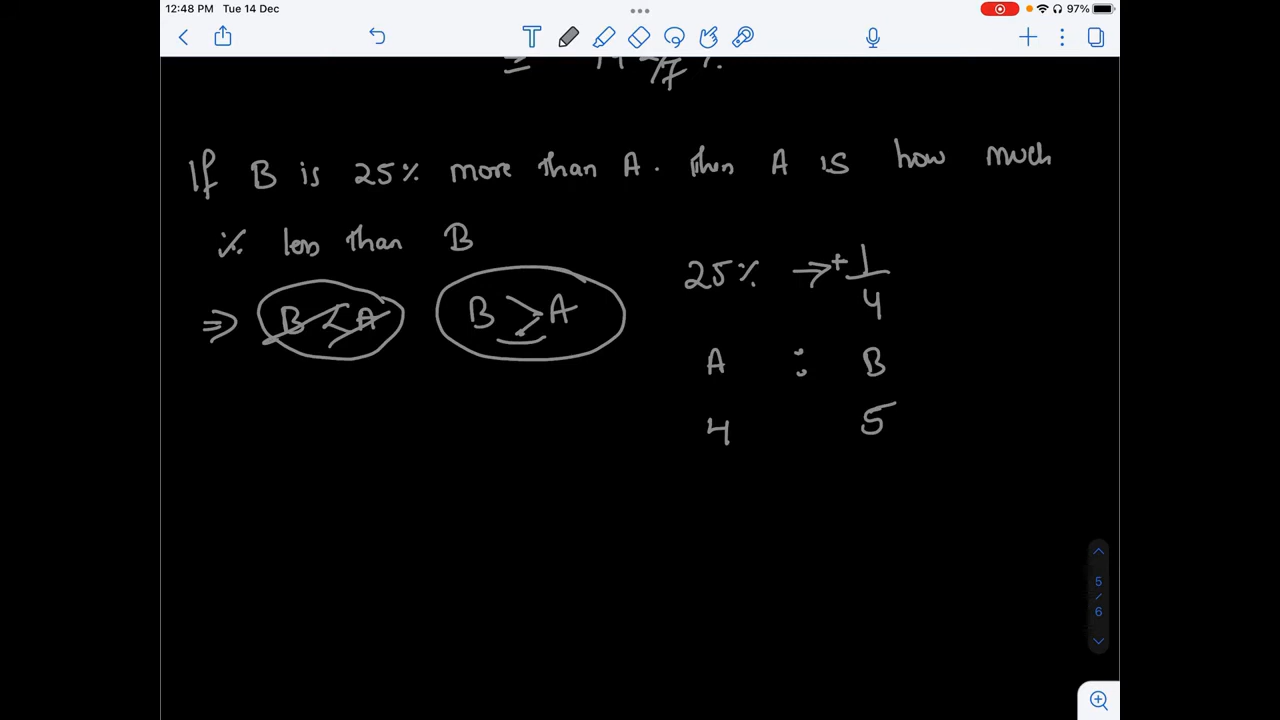 12:48 PM Tue 14 Dec
97%
T
If B is 25% more than A. then A is how much
% less than B
⇒ B < A B > A
25% → + 1/4
A : B
4 5
5
/
6